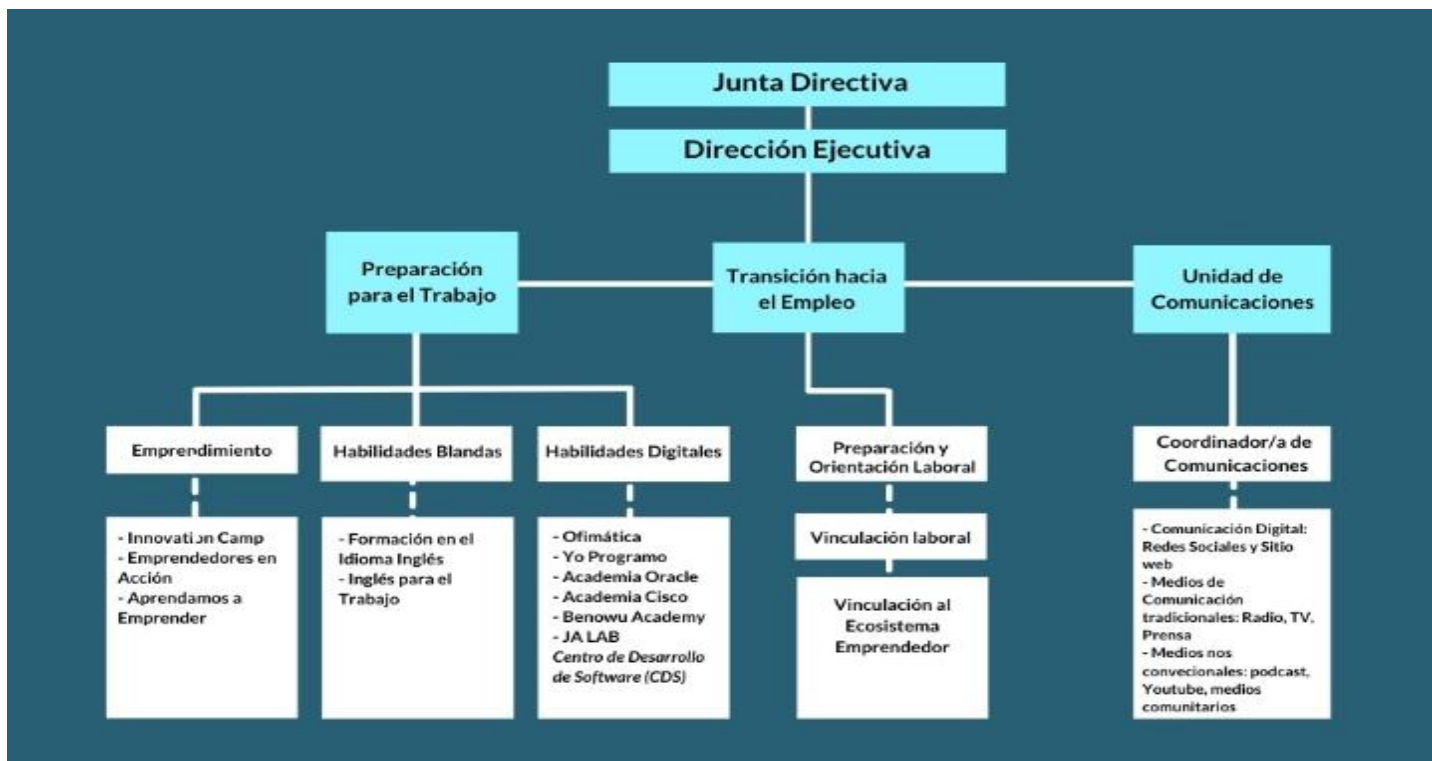 Junta Directiva
Dirección Ejecutiva
Preparación
para el Trabajo
Transición hacia
el Empleo
Unidad de
Comunicaciones
Emprendimiento
- Innovation Camp
- Emprendedores en
Acción
- Aprendamos a
Emprender
Habilidades Blandas
- Formación en el
Idioma Inglés
- Inglés para el
Trabajo
Habilidades Digitales
- Ofimática
- Yo Programo
- Academia Oracle
- Academia Cisco
- Benowu Academy
- JA LAB
Centro de Desarrollo
de Software (CDS)
Preparación y
Orientación Laboral
Vinculación laboral
Vinculación al
Ecosistema
Emprendedor
Coordinador/a de
Comunicaciones
- Comunicación Digital:
Redes Sociales y Sitio
web
- Medios de
Comunicación
tradicionales: Radio, TV,
Prensa
- Medios nos
convecionales: podcast,
Youtube, medios
comunitarios